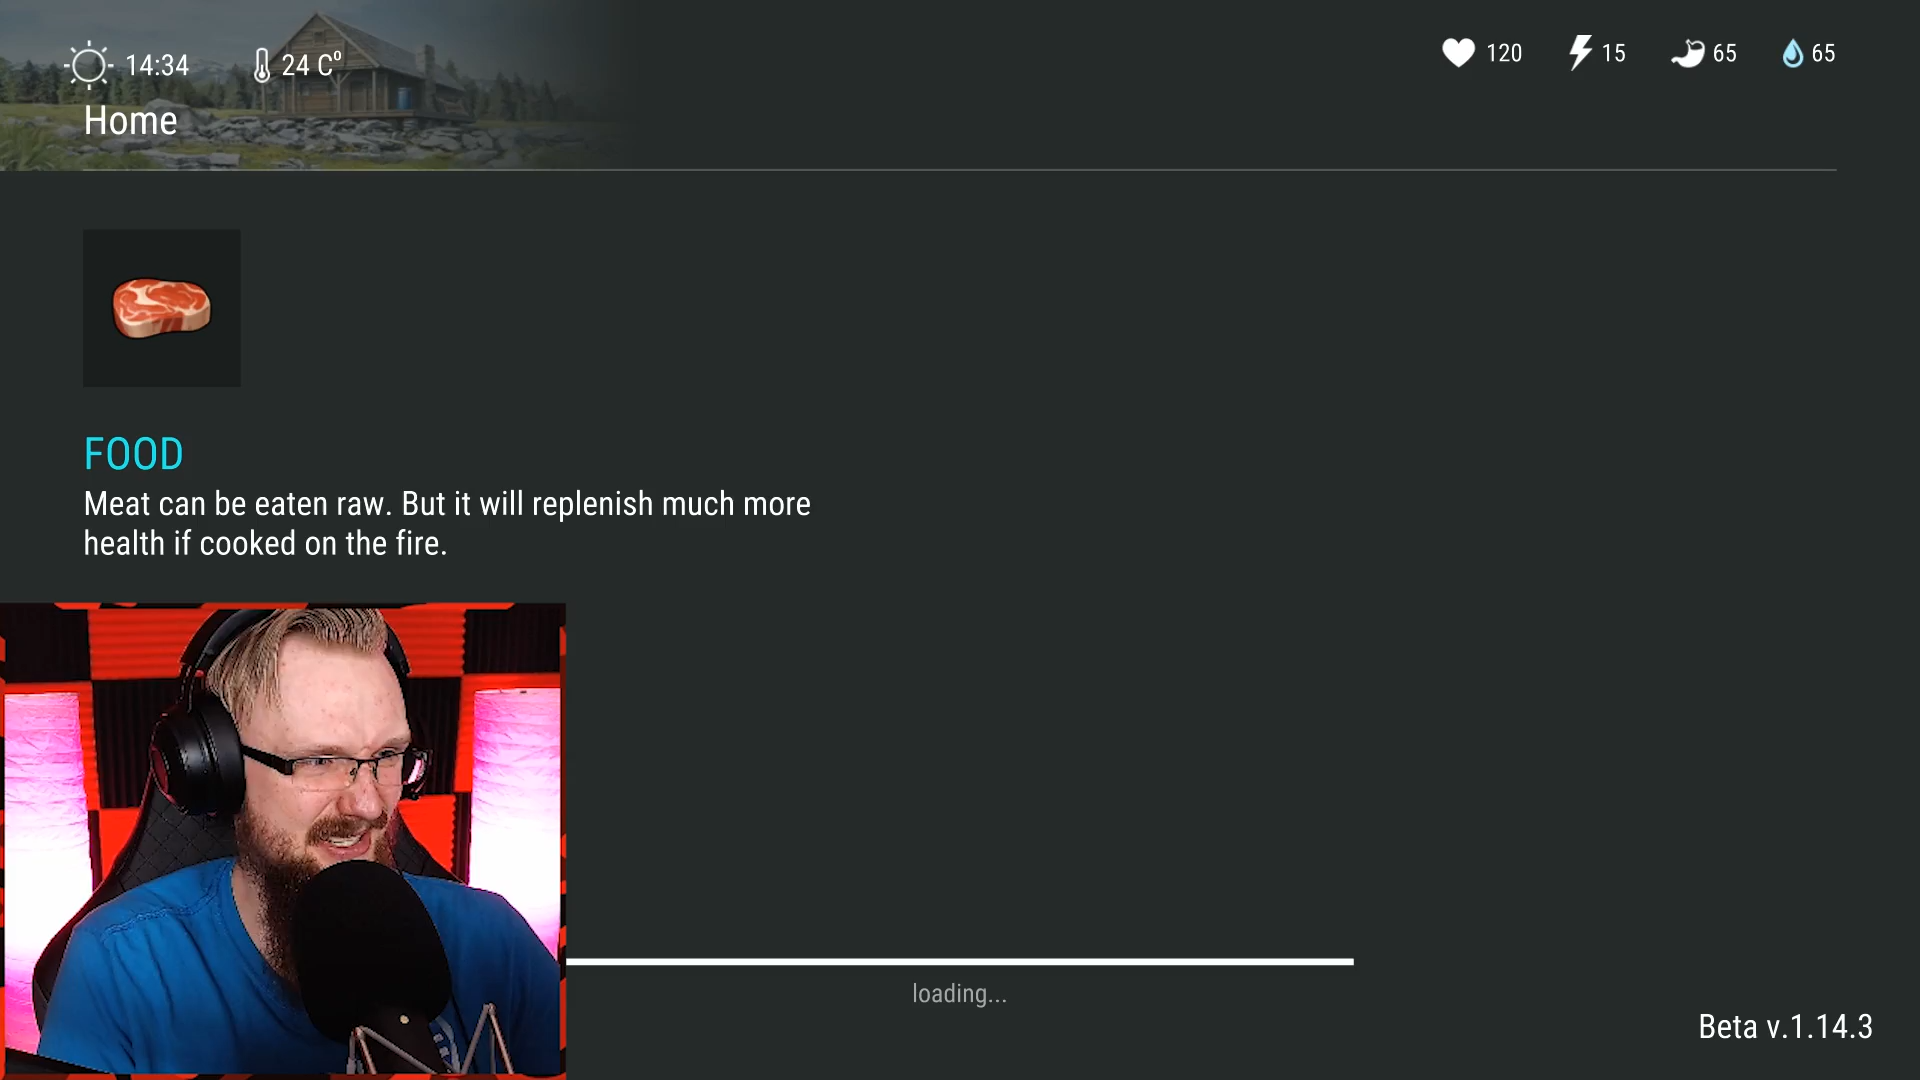 14:34
24 Cº
120
15
65
65
Home
FOOD
Meat can be eaten raw. But it will replenish much more
health if cooked on the fire.
loading...
Beta v.1.14.3